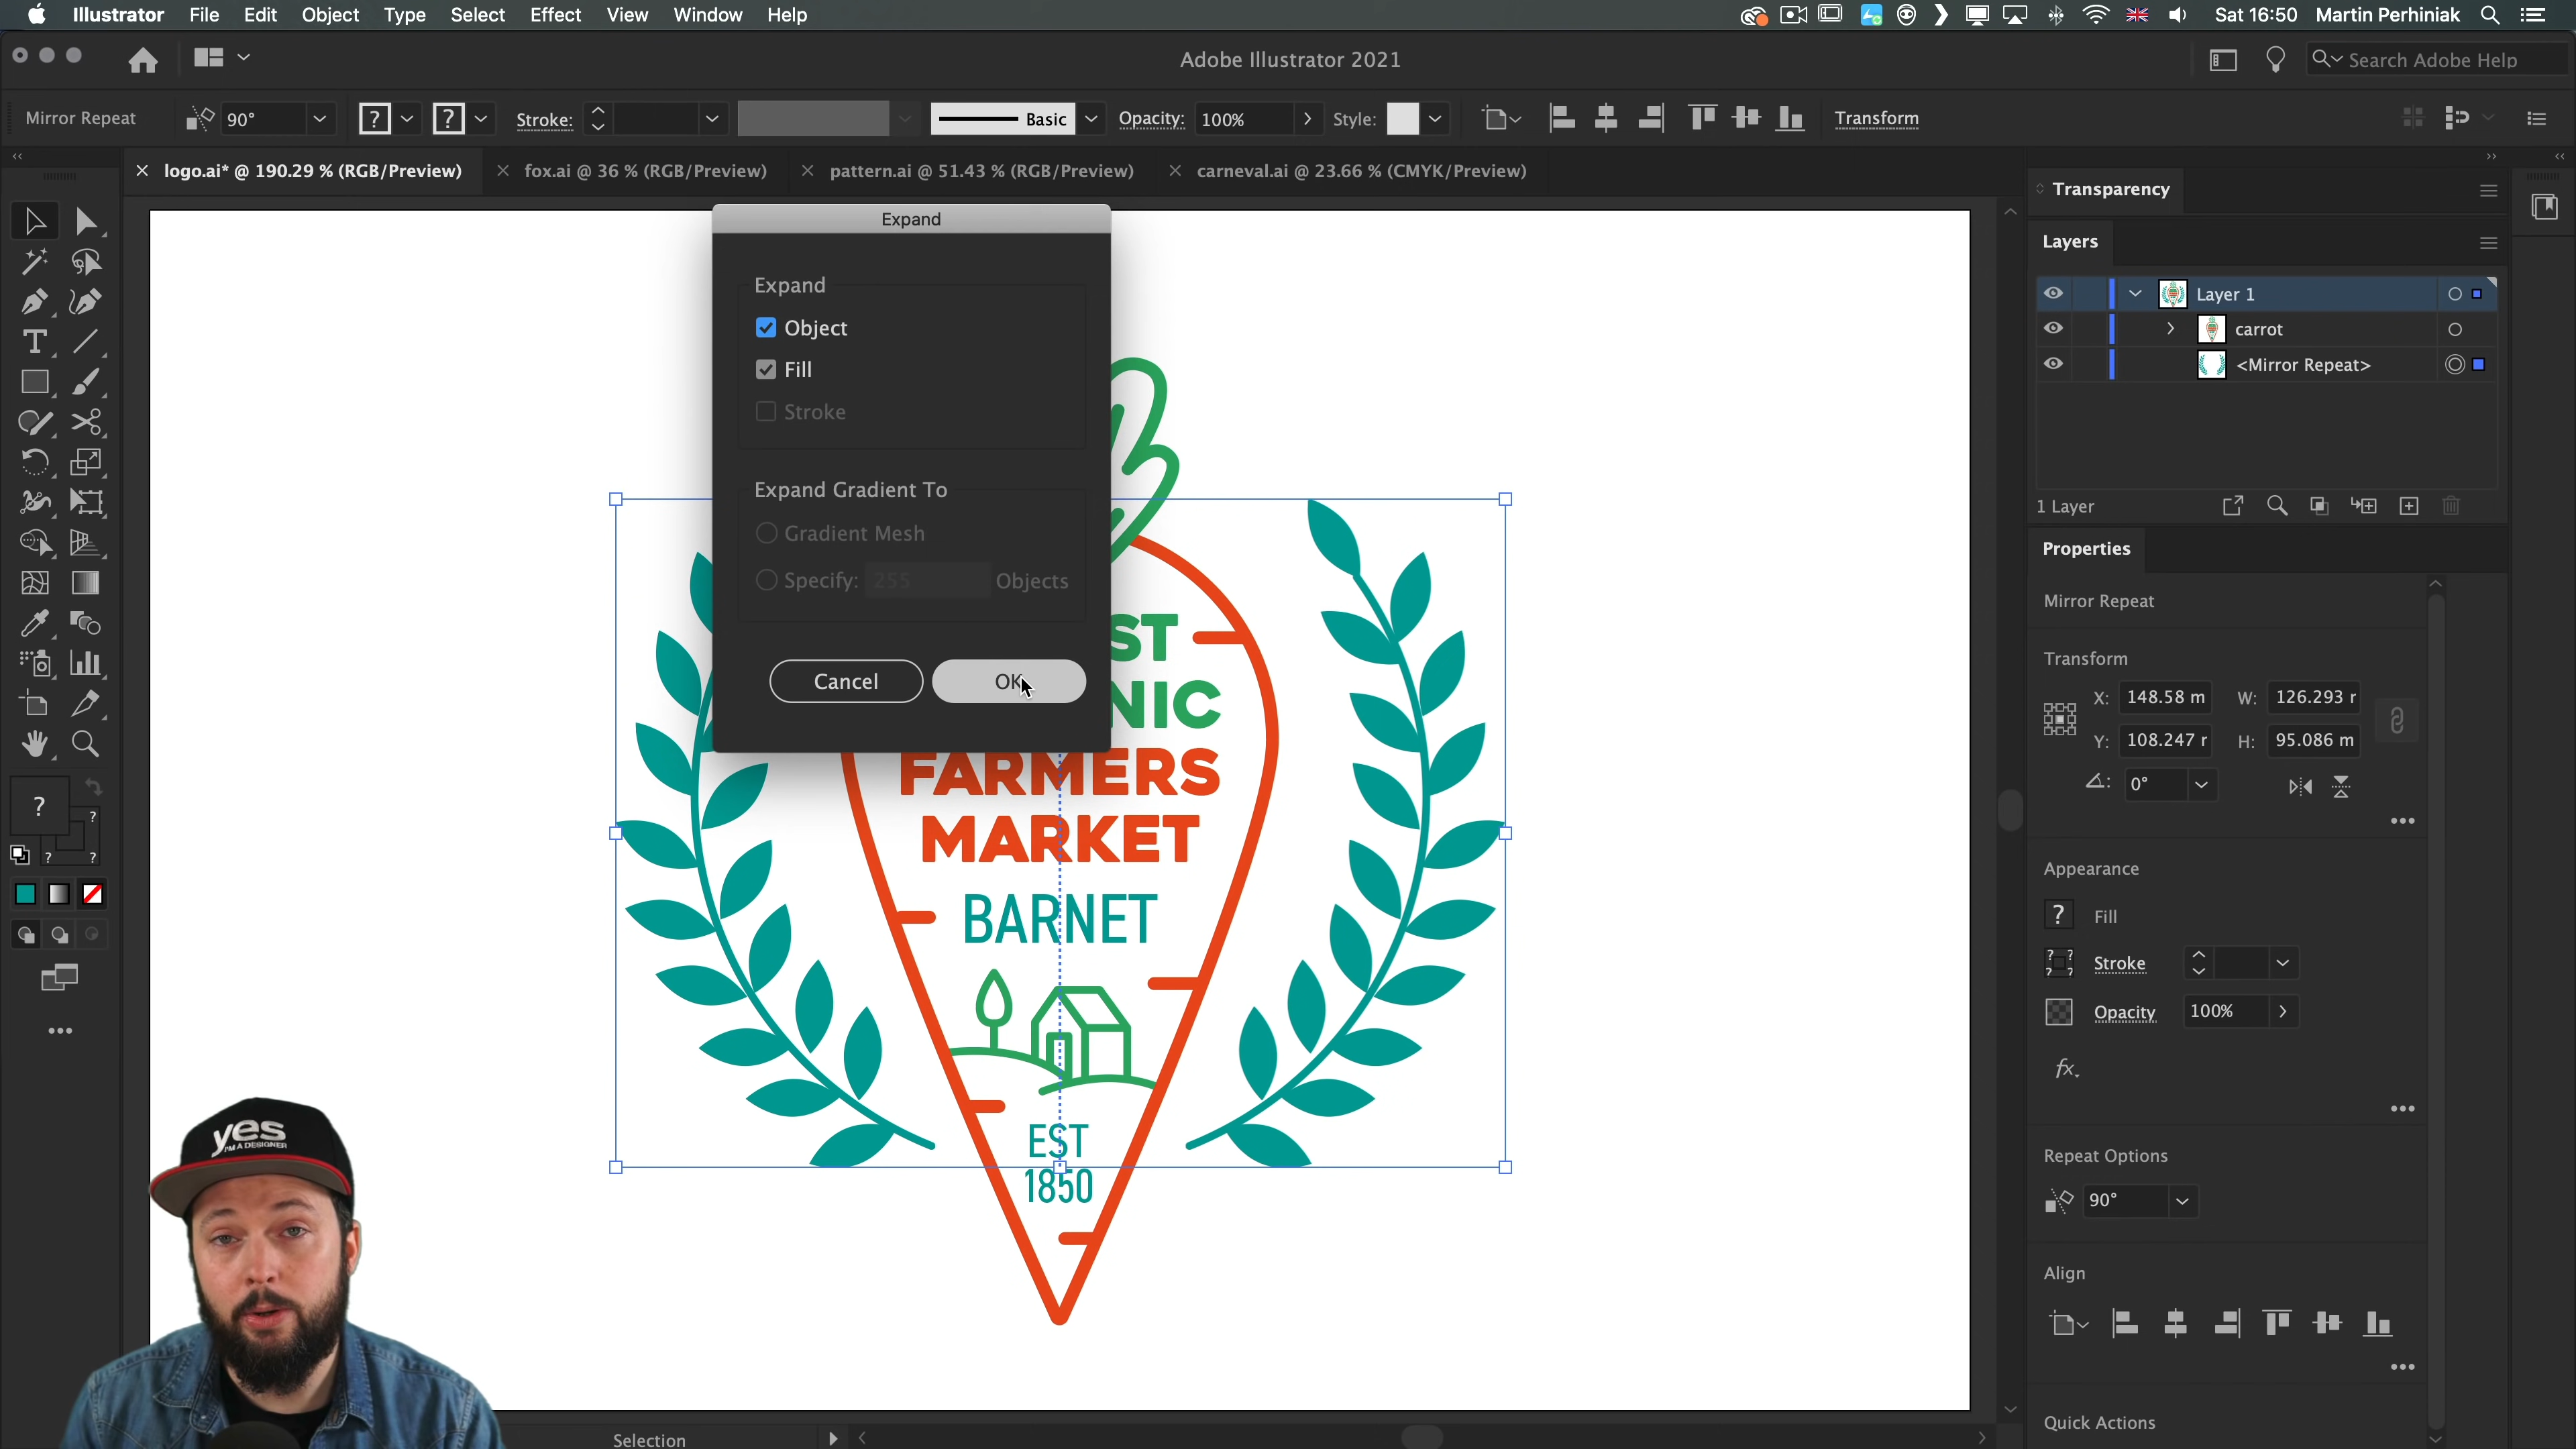 Illustrator File Edit Object Type Select Effect View Window Help
Sat 16:50 Martin Perhiniak
Adobe Illustrator 2021
Search Adobe Help
Mirror Repeat
90°
?
?
Stroke:
Basic
Opacity:
100%
Style:
Transform
logo.ai* @ 190.29 % (RGB/Preview)
fox.ai @ 36 % (RGB/Preview)
pattern.ai @ 51.43 % (RGB/Preview)
carneval.ai @ 23.66 % (CMYK/Preview)
Expand
Expand
Object
Fill
Stroke
Expand Gradient To
Gradient Mesh
Specify: 255 Objects
Cancel
OK
ST
NIC
FARMERS
MARKET
BARNET
EST
1850
yes
I'M A DESIGNER
Transparency
Layers
Layer 1
carrot
<Mirror Repeat>
1 Layer
Properties
Mirror Repeat
Transform
X: 148.58 m W: 126.293 r
Y: 108.247 r H: 95.086 m
0°
Appearance
? Fill
Stroke
Opacity 100%
fx.
Repeat Options
90°
Align
Quick Actions
Selection